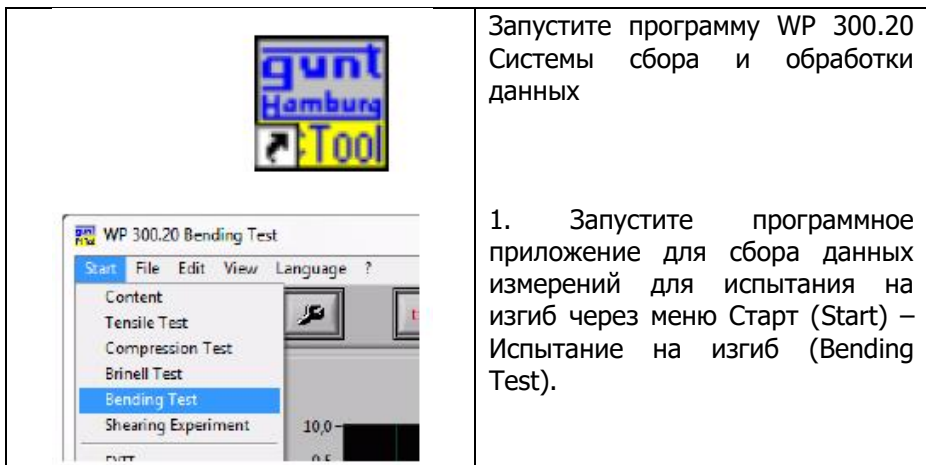 gunt
Hamburg
Tool
Запустите программу WP 300.20
Системы сбора и обработки
данных
WP 300.20 Bending Test
Start File Edit View Language ?
Content
Tensile Test
Compression Test
Brinell Test
Bending Test
Shearing Experiment
10,0
1. Запустите программное
приложение для сбора данных
измерений для испытания на
изгиб через меню Старт (Start) –
Испытание на изгиб (Bending
Test).